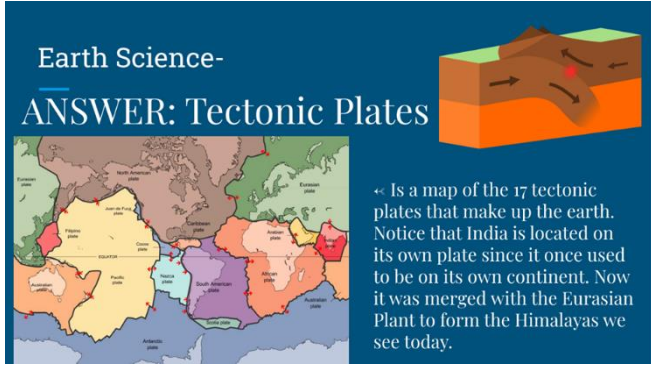 Earth Science-
ANSWER: Tectonic Plates
North American
plate
Eurasian
plate
Eurasian
plate
Juan de Fuca
plate
Caribbean
plate
Filipino
plate
Arabian
plate
Indian
plate
Cocos
plate
EQUATOR
Pacific
plate
Nazca
plate
South American
plate
African
plate
Australian
plate
Australian
plate
Scotia plate
Antarctic
plate
↞ Is a map of the 17 tectonic
plates that make up the earth.
Notice that India is located on
its own plate since it once used
to be on its own continent. Now
it was merged with the Eurasian
Plant to form the Himalayas we
see today.